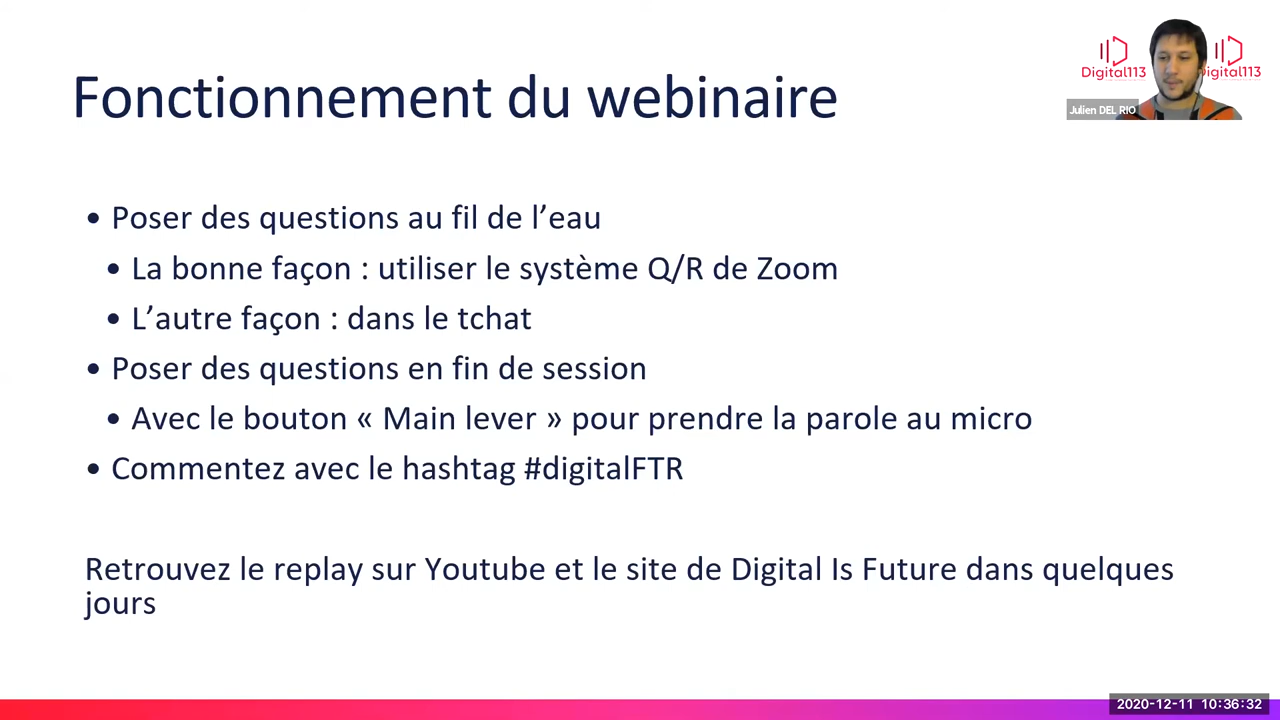 Fonctionnement du webinaire
Digital113
Digital113
Julien DEL RIO
• Poser des questions au fil de l’eau
• La bonne façon : utiliser le système Q/R de Zoom
• L’autre façon : dans le tchat
• Poser des questions en fin de session
• Avec le bouton « Main lever » pour prendre la parole au micro
• Commentez avec le hashtag #digitalFTR
Retrouvez le replay sur Youtube et le site de Digital Is Future dans quelques
jours
2020-12-11 10:36:32